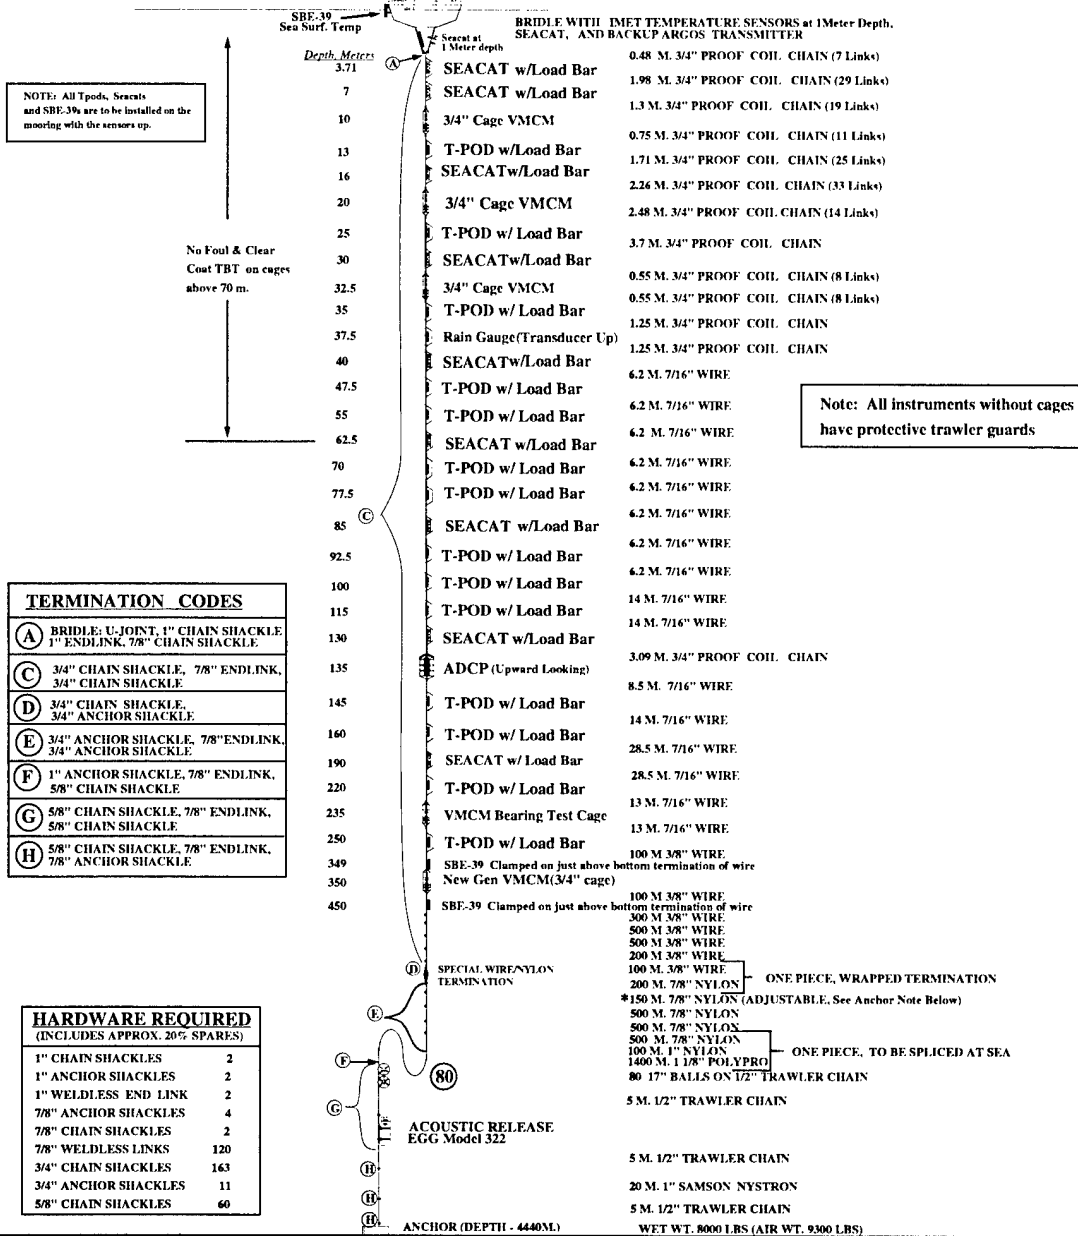 SBE-39
Sea Surf. Temp
BRIDLE WITH IMET TEMPERATURE SENSORS at 1Meter Depth,
SEACAT, AND BACKUP ARGOS TRANSMITTER
Seacat at
1 Meter depth
Depth, Meters
A
NOTE: All Tpods, Seacats
and SBE-39s are to be installed on the
mooring with the sensors up.
0.48 M. 3/4" PROOF COIL CHAIN (7 Links)
3.71 SEACAT w/Load Bar
1.98 M. 3/4" PROOF COIL CHAIN (29 Links)
7 SEACAT w/Load Bar
1.3 M. 3/4" PROOF COIL CHAIN (19 Links)
10 3/4" Cage VMCM
0.75 M. 3/4" PROOF COIL CHAIN (11 Links)
13 T-POD w/Load Bar
1.71 M. 3/4" PROOF COIL CHAIN (25 Links)
16 SEACATw/Load Bar
2.26 M. 3/4" PROOF COIL CHAIN (33 Links)
20 3/4" Cage VMCM
2.48 M. 3/4" PROOF COIL CHAIN (14 Links)
25 T-POD w/ Load Bar
3.7 M. 3/4" PROOF COIL CHAIN
30 SEACATw/Load Bar
0.55 M. 3/4" PROOF COIL CHAIN (8 Links)
32.5 3/4" Cage VMCM
0.55 M. 3/4" PROOF COIL CHAIN (8 Links)
35 T-POD w/ Load Bar
1.25 M. 3/4" PROOF COIL CHAIN
37.5 Rain Gauge(Transducer Up)
1.25 M. 3/4" PROOF COIL CHAIN
40 SEACATw/Load Bar
6.2 M. 7/16" WIRE
47.5 T-POD w/ Load Bar
6.2 M. 7/16" WIRE
55 T-POD w/ Load Bar
6.2 M. 7/16" WIRE
62.5 SEACAT w/Load Bar
6.2 M. 7/16" WIRE
70 T-POD w/ Load Bar
6.2 M. 7/16" WIRE
77.5 T-POD w/ Load Bar
6.2 M. 7/16" WIRE
85 SEACAT w/Load Bar
6.2 M. 7/16" WIRE
92.5 T-POD w/ Load Bar
6.2 M. 7/16" WIRE
100 T-POD w/ Load Bar
14 M. 7/16" WIRE
115 T-POD w/ Load Bar
14 M. 7/16" WIRE
130 SEACAT w/Load Bar
3.09 M. 3/4" PROOF COIL CHAIN
135 ADCP (Upward Looking)
8.5 M. 7/16" WIRE
145 T-POD w/ Load Bar
14 M. 7/16" WIRE
160 T-POD w/ Load Bar
28.5 M. 7/16" WIRE
190 SEACAT w/ Load Bar
28.5 M. 7/16" WIRE
220 T-POD w/ Load Bar
13 M. 7/16" WIRE
235 VMCM Bearing Test Cage
13 M. 7/16" WIRE
250 T-POD w/ Load Bar
100 M 3/8" WIRE
349 SBE-39 Clamped on just above bottom termination of wire
350 New Gen VMCM(3/4" cage)
100 M 3/8" WIRE
450 SBE-39 Clamped on just above bottom termination of wire
300 M 3/8" WIRE
500 M 3/8" WIRE
500 M 3/8" WIRE
200 M 3/8" WIRE
100 M. 3/8" WIRE
200 M. 7/8" NYLON
ONE PIECE, WRAPPED TERMINATION
*150 M. 7/8" NYLON (ADJUSTABLE, See Anchor Note Below)
500 M. 7/8" NYLON
500 M. 7/8" NYLON
500 M. 7/8" NYLON
100 M. 1" NYLON
1400 M. 1 1/8" POLYPRO
ONE PIECE, TO BE SPLICED AT SEA
80 17" BALLS ON 1/2" TRAWLER CHAIN
5 M. 1/2" TRAWLER CHAIN
5 M. 1/2" TRAWLER CHAIN
20 M. 1" SAMSON NYSTRON
5 M. 1/2" TRAWLER CHAIN
WET WT. 8000 LBS (AIR WT. 9300 LBS)
No Foul & Clear
Coat TBT on cages
above 70 m.
Note: All instruments without cages
have protective trawler guards
C
D
SPECIAL WIRE/NYLON
TERMINATION
E
F
80
G
ACOUSTIC RELEASE
EGG Model 322
H
H
H
ANCHOR (DEPTH - 4440M.)
TERMINATION CODES
A BRIDLE: U-JOINT, 1" CHAIN SHACKLE
1" ENDLINK, 7/8" CHAIN SHACKLE
C 3/4" CHAIN SHACKLE, 7/8" ENDLINK,
3/4" CHAIN SHACKLE
D 3/4" CHAIN SHACKLE,
3/4" ANCHOR SHACKLE
E 3/4" ANCHOR SHACKLE, 7/8"ENDLINK,
3/4" ANCHOR SHACKLE
F 1" ANCHOR SHACKLE, 7/8" ENDLINK,
5/8" CHAIN SHACKLE
G 5/8" CHAIN SHACKLE, 7/8" ENDLINK,
5/8" CHAIN SHACKLE
H 5/8" CHAIN SHACKLE, 7/8" ENDLINK,
7/8" ANCHOR SHACKLE
HARDWARE REQUIRED
(INCLUDES APPROX. 20% SPARES)
1" CHAIN SHACKLES 2
1" ANCHOR SHACKLES 2
1" WELDLESS END LINK 2
7/8" ANCHOR SHACKLES 4
7/8" CHAIN SHACKLES 2
7/8" WELDLESS LINKS 120
3/4" CHAIN SHACKLES 163
3/4" ANCHOR SHACKLES 11
5/8" CHAIN SHACKLES 60